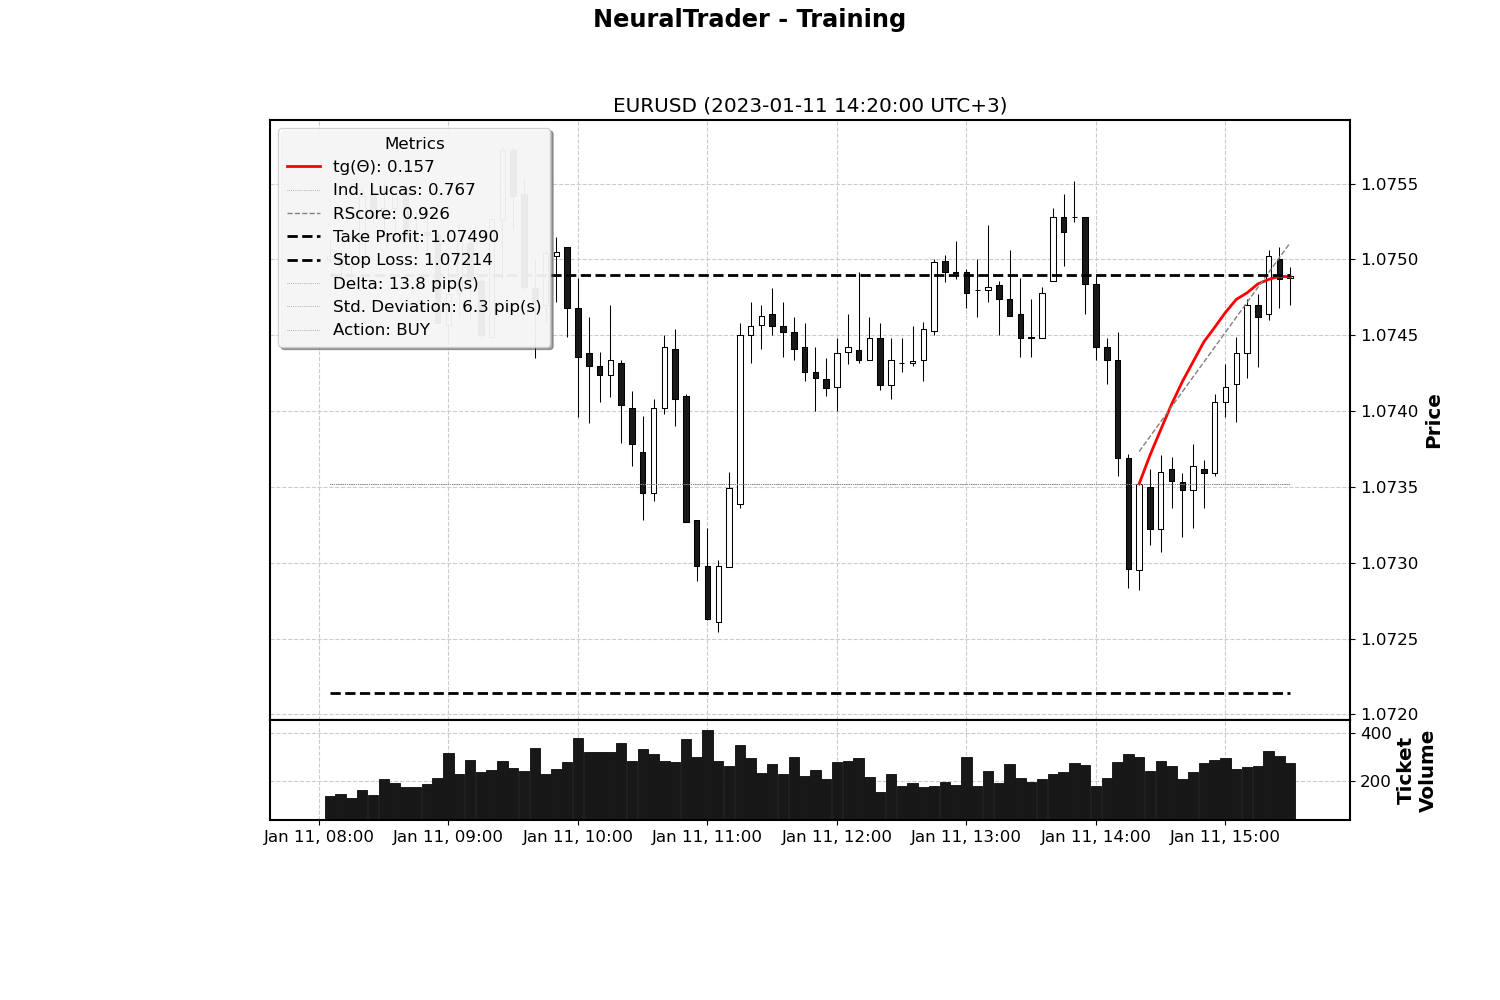 NeuralTrader - Training
EURUSD (2023-01-11 14:20:00 UTC+3)
Metrics
tg(Θ): 0.157
Ind. Lucas: 0.767
RScore: 0.926
Take Profit: 1.07490
Stop Loss: 1.07214
Delta: 13.8 pip(s)
Std. Deviation: 6.3 pip(s)
Action: BUY
1.0755
1.0750
1.0745
1.0740
1.0735
1.0730
1.0725
1.0720
Price
400
200
Ticket
Volume
Jan 11, 08:00
Jan 11, 09:00
Jan 11, 10:00
Jan 11, 11:00
Jan 11, 12:00
Jan 11, 13:00
Jan 11, 14:00
Jan 11, 15:00